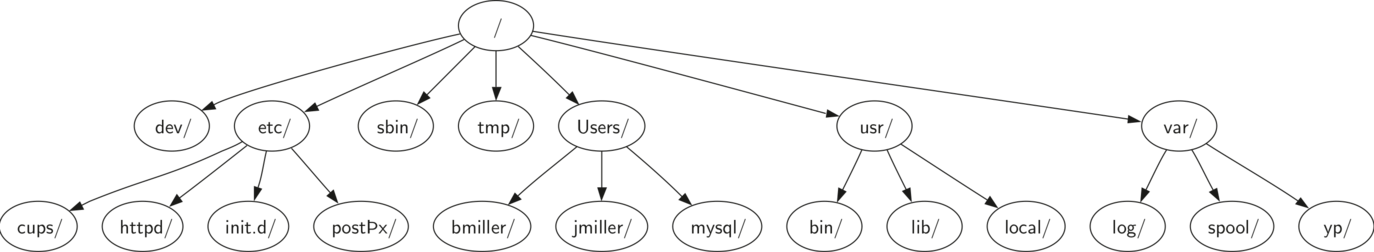 /
dev/ etc/ sbin/ tmp/ Users/ usr/ var/
cups/ httpd/ init.d/ postÞx/ bmiller/ jmiller/ mysql/ bin/ lib/ local/ log/ spool/ yp/